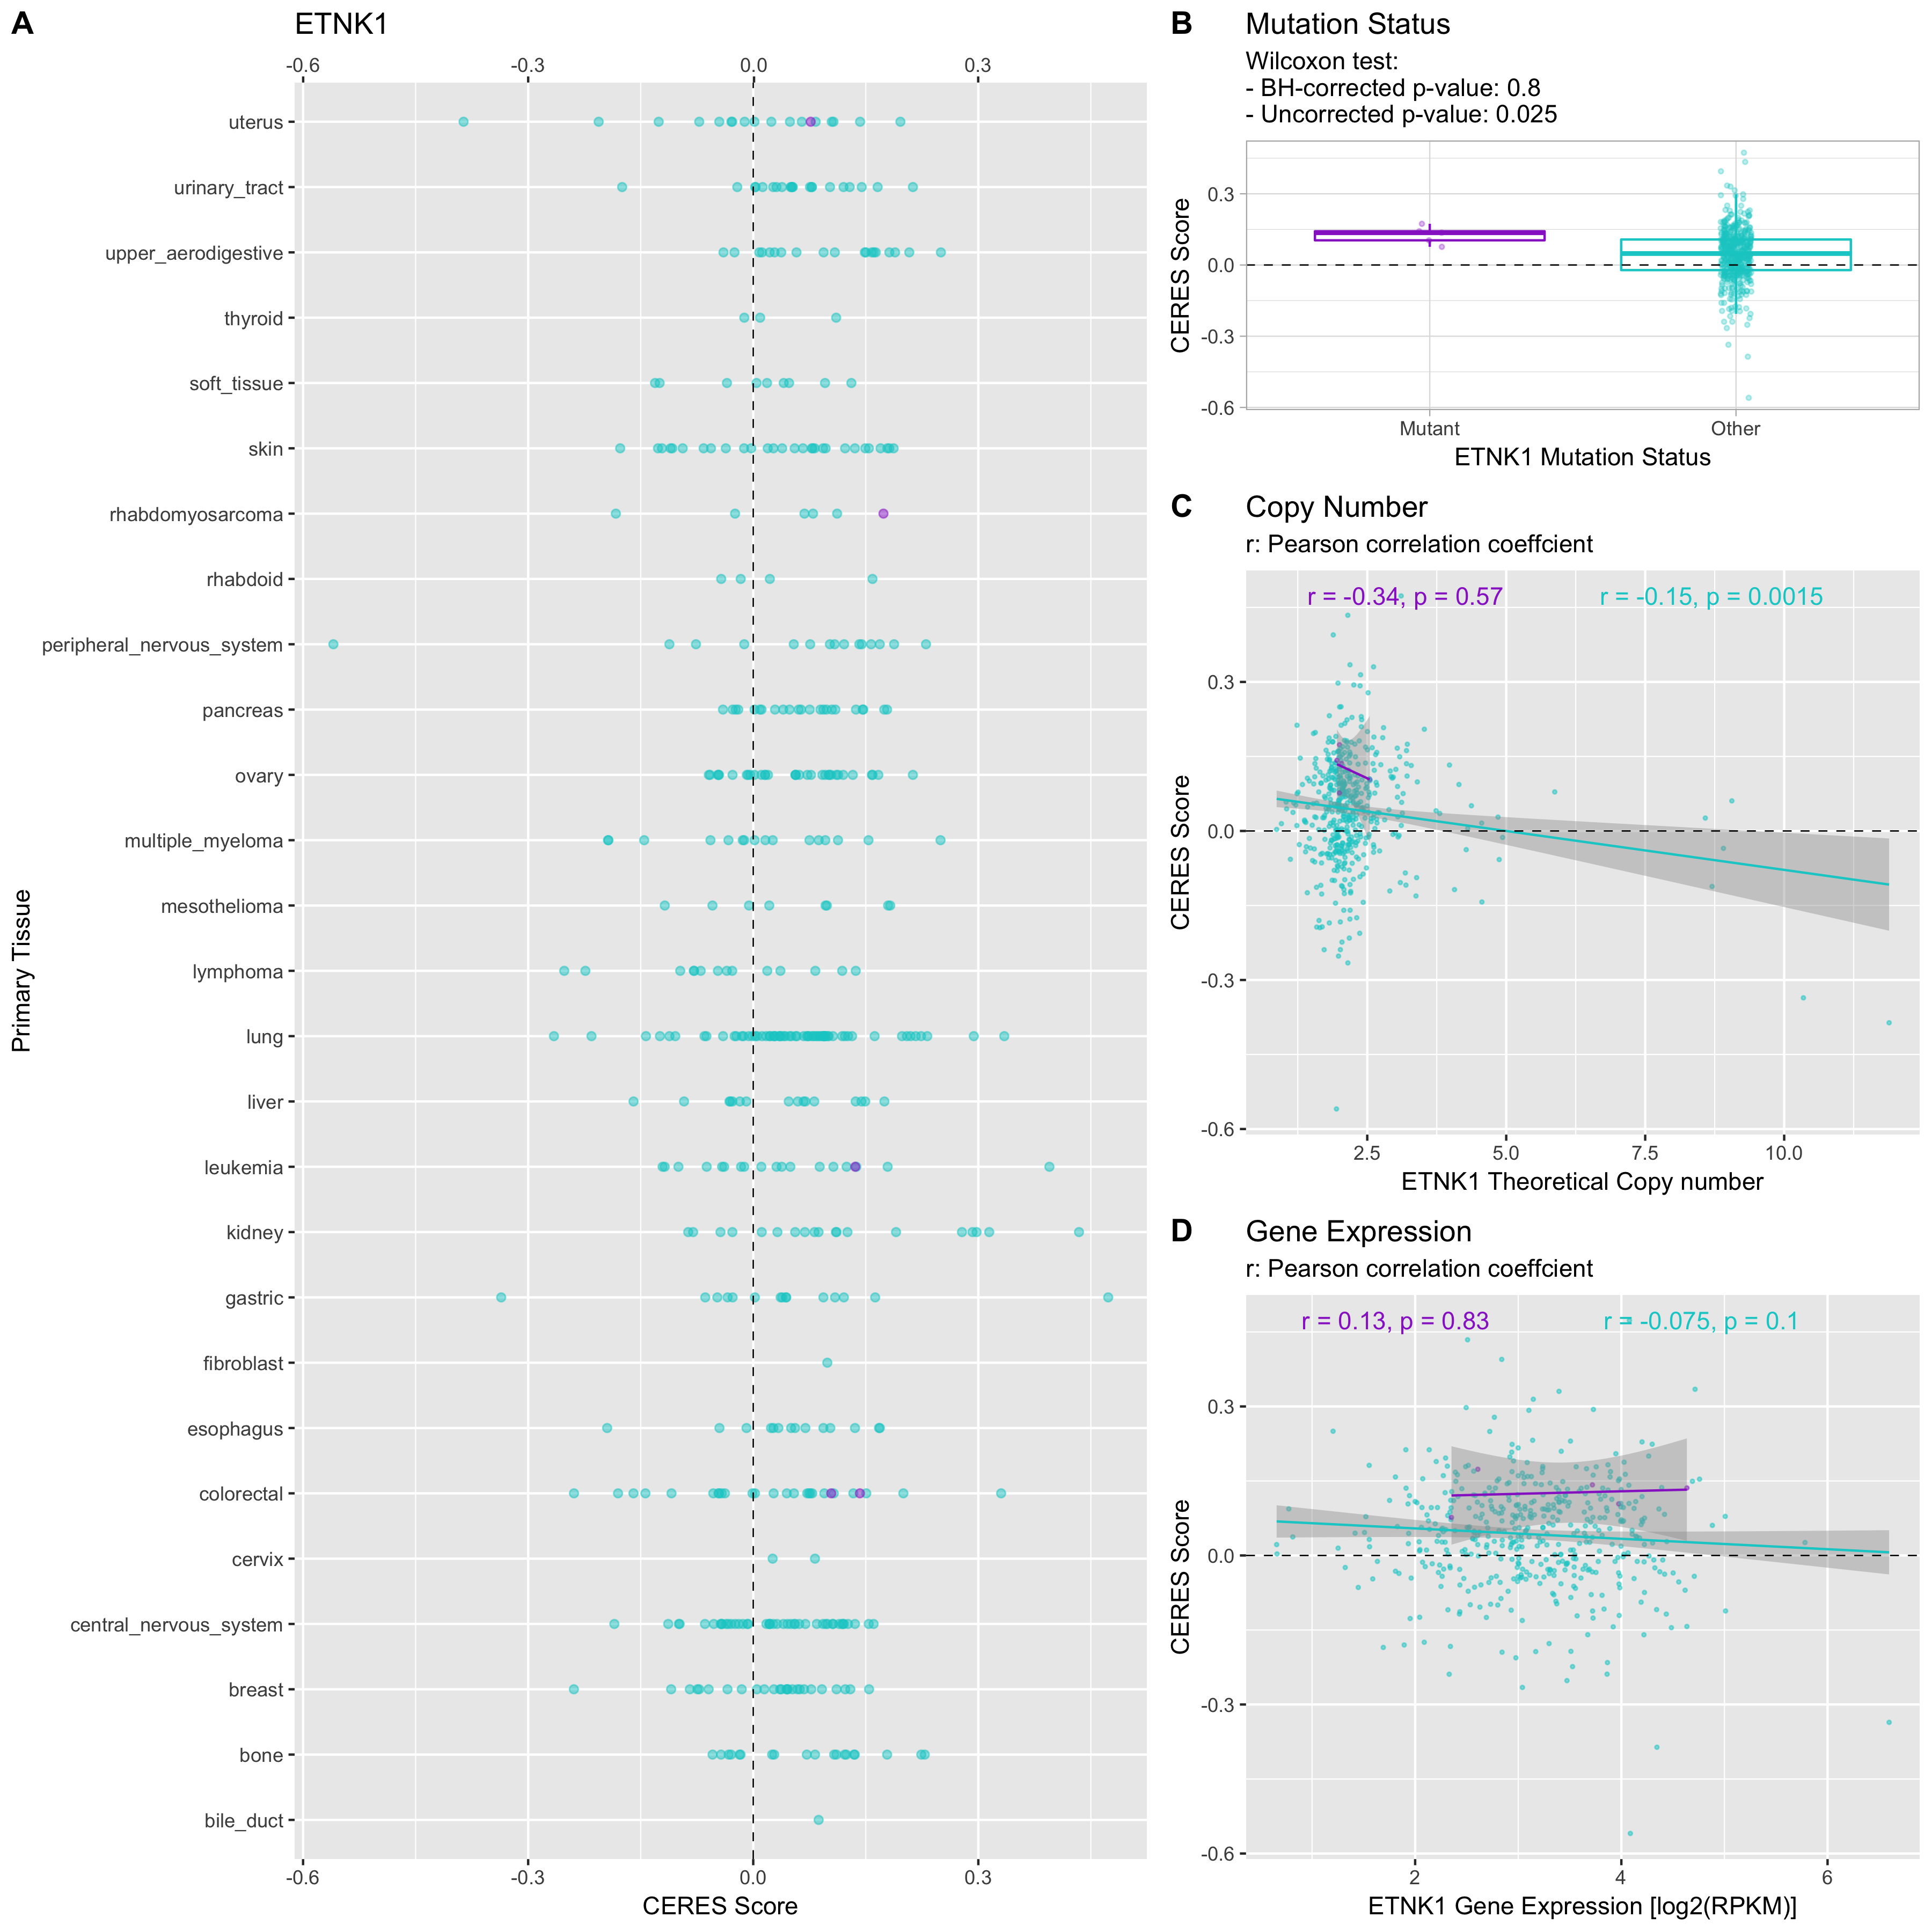 A
ETNK1
-0.6 -0.3 0.0 0.3
uterus
urinary_tract
upper_aerodigestive
thyroid
soft_tissue
skin
rhabdomyosarcoma
rhabdoid
peripheral_nervous_system
pancreas
ovary
multiple_myeloma
mesothelioma
lymphoma
lung
liver
leukemia
kidney
gastric
fibroblast
esophagus
colorectal
cervix
central_nervous_system
breast
bone
bile_duct
Primary Tissue
-0.6 -0.3 0.0 0.3
CERES Score
B
Mutation Status
Wilcoxon test:
- BH-corrected p-value: 0.8
- Uncorrected p-value: 0.025
CERES Score
0.3
0.0
-0.3
-0.6
Mutant Other
ETNK1 Mutation Status
C
Copy Number
r: Pearson correlation coeffcient
r = -0.34, p = 0.57 r = -0.15, p = 0.0015
CERES Score
0.3
0.0
-0.3
-0.6
2.5 5.0 7.5 10.0
ETNK1 Theoretical Copy number
D
Gene Expression
r: Pearson correlation coeffcient
r = 0.13, p = 0.83 r = -0.075, p = 0.1
CERES Score
0.3
0.0
-0.3
-0.6
2 4 6
ETNK1 Gene Expression [log2(RPKM)]